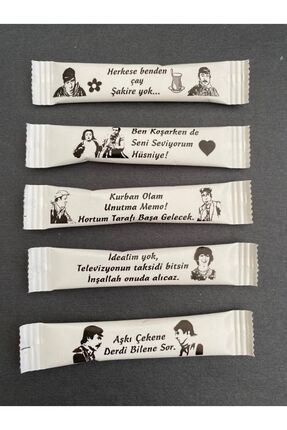 Herkese benden
çay
Şakire yok...
Ben Koşarken de
Seni Seviyorum
Hüsniye!
Kurban Olam
Unutma Memo!
Hortum Tarafı Başa Gelecek.
İdealim yok,
Televizyonun taksidi bitsin
İnşallah onuda alıcaz.
Aşkı Çekene
Derdi Bilene Sor.